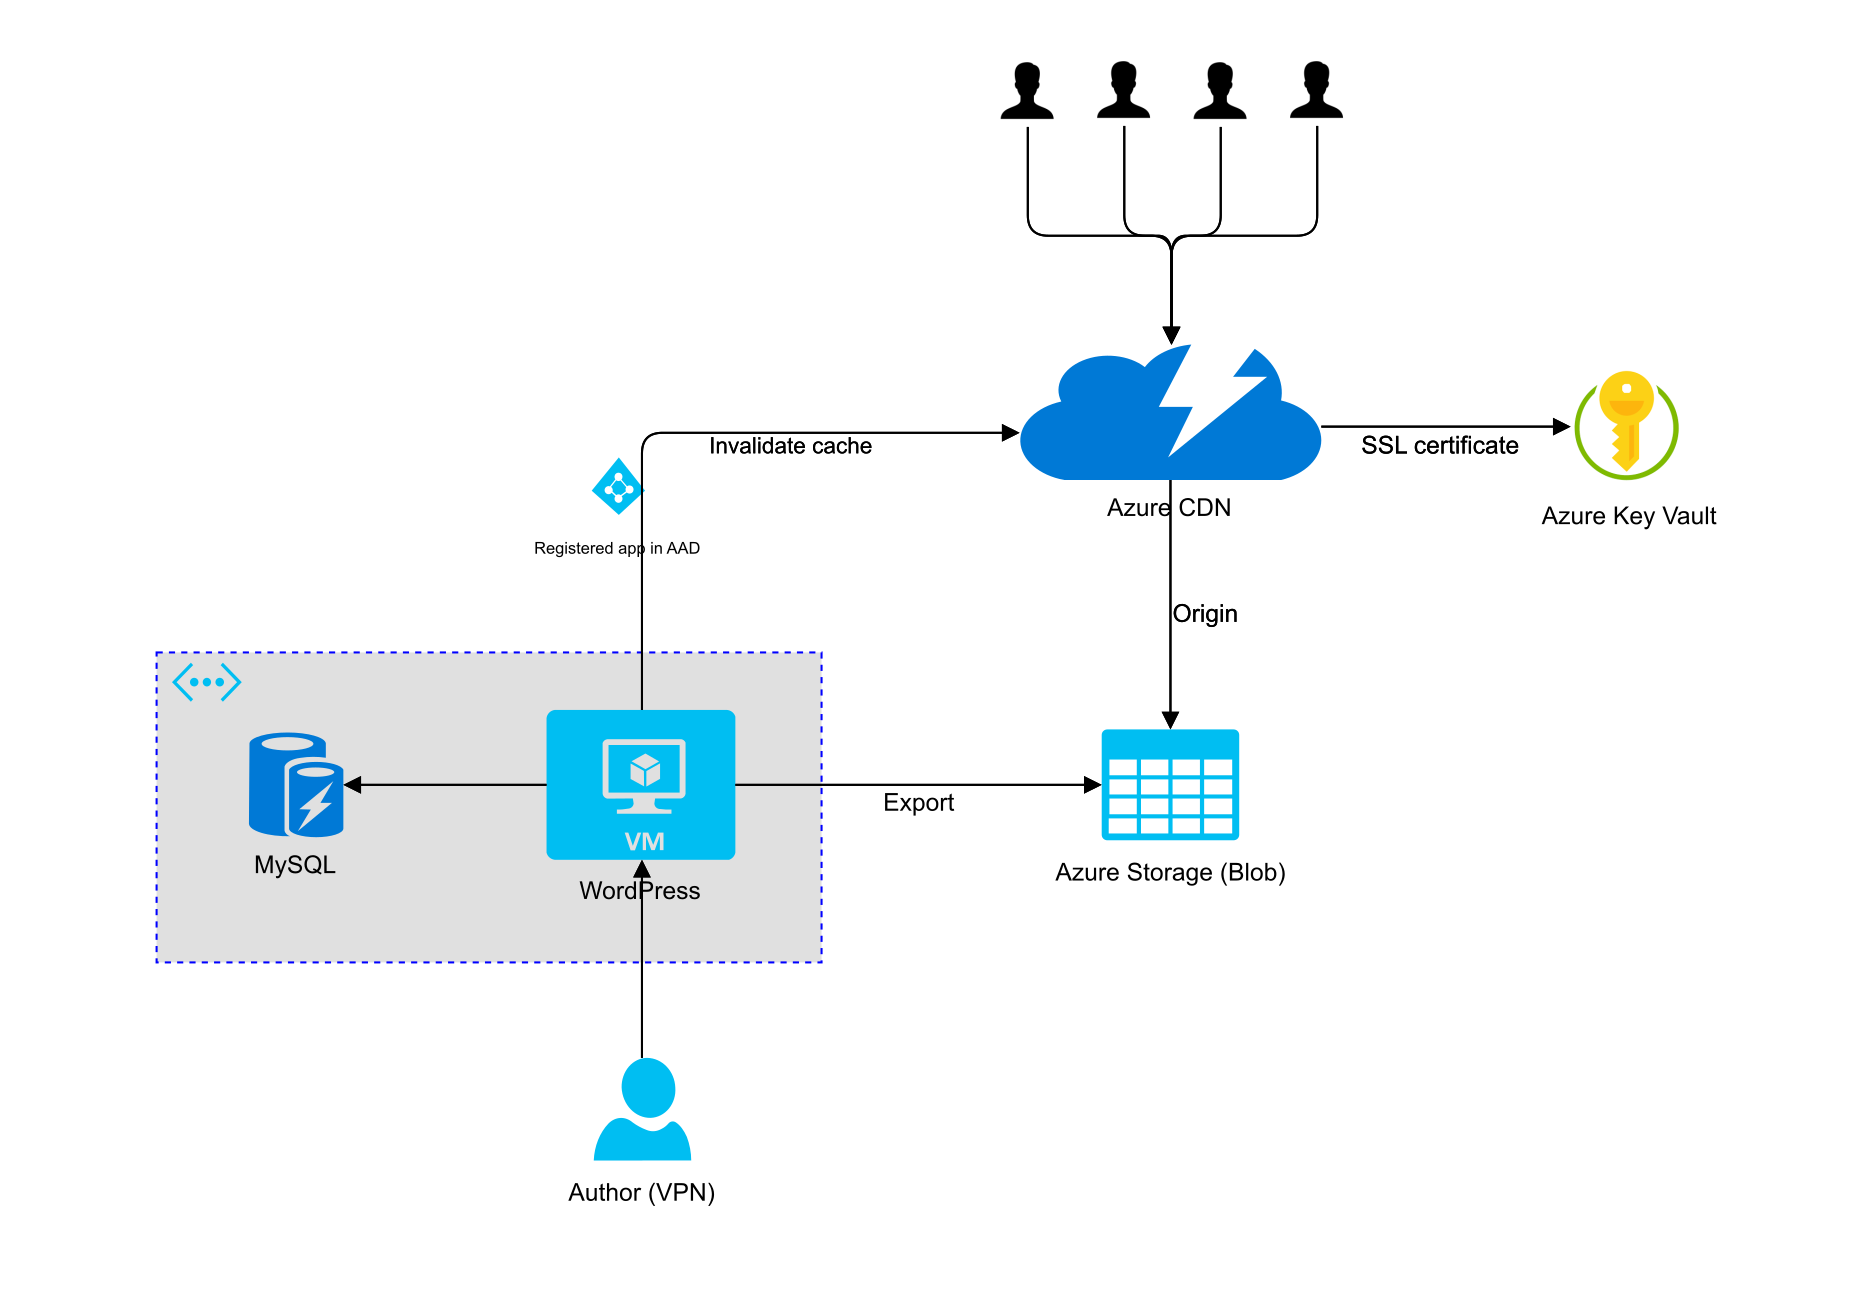 Invalidate cache
SSL certificate
Azure CDN
Azure Key Vault
Registered app in AAD
Origin
VM
Export
MySQL
WordPress
Azure Storage (Blob)
Author (VPN)